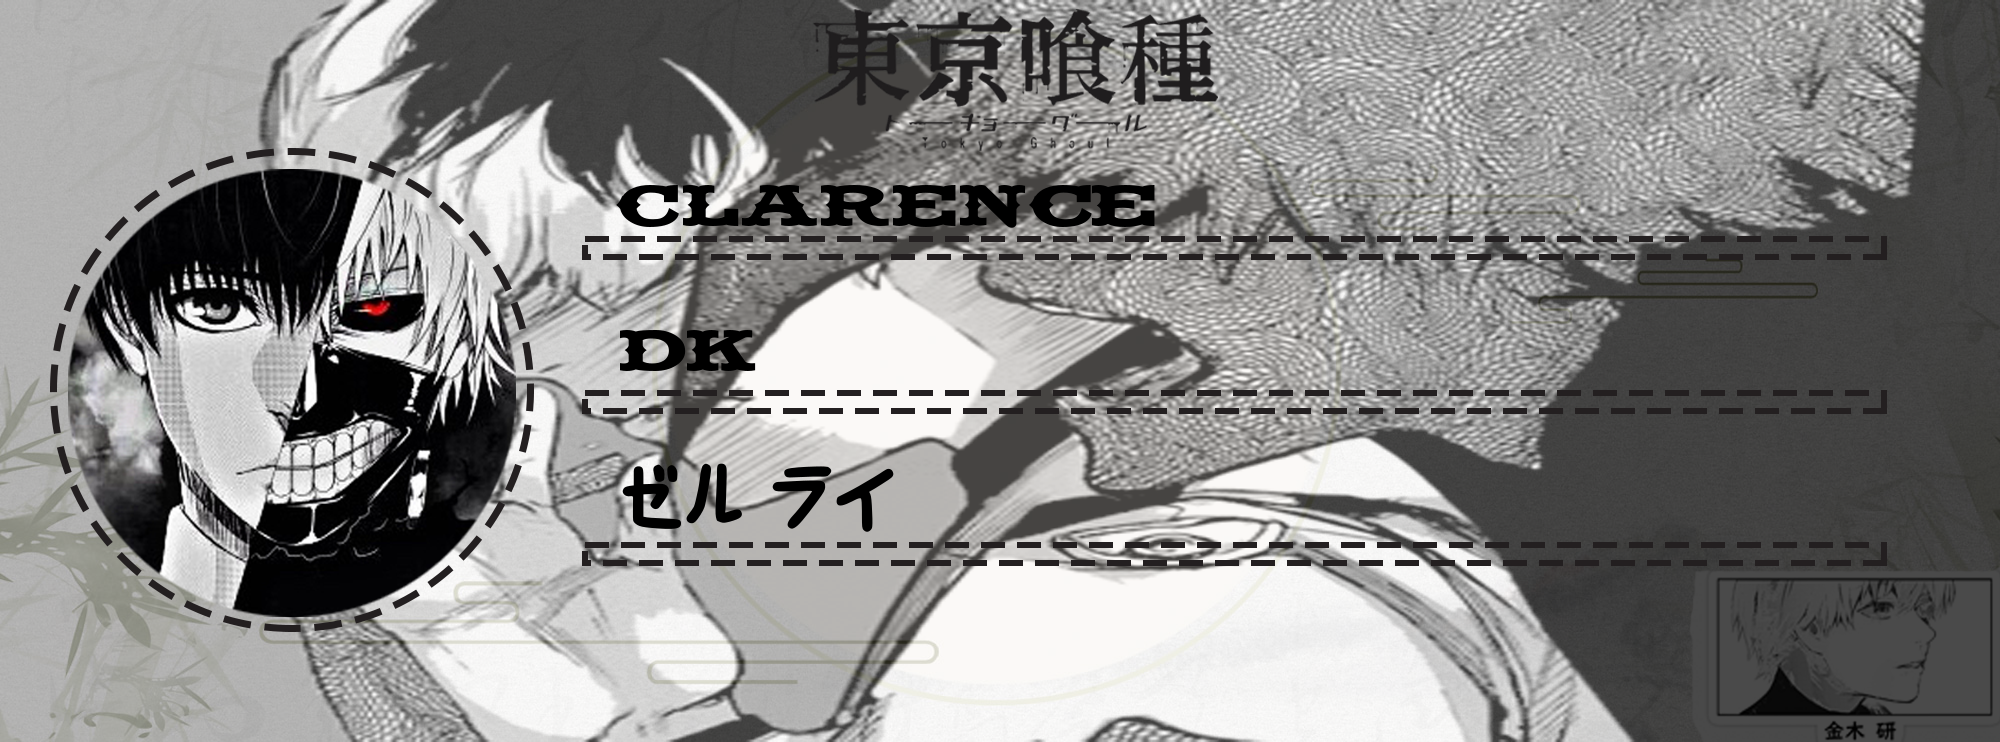 東京喰種
トーキョーグール
Tokyo Ghoul
CLARENCE
DK
ゼル ライ
金木 研